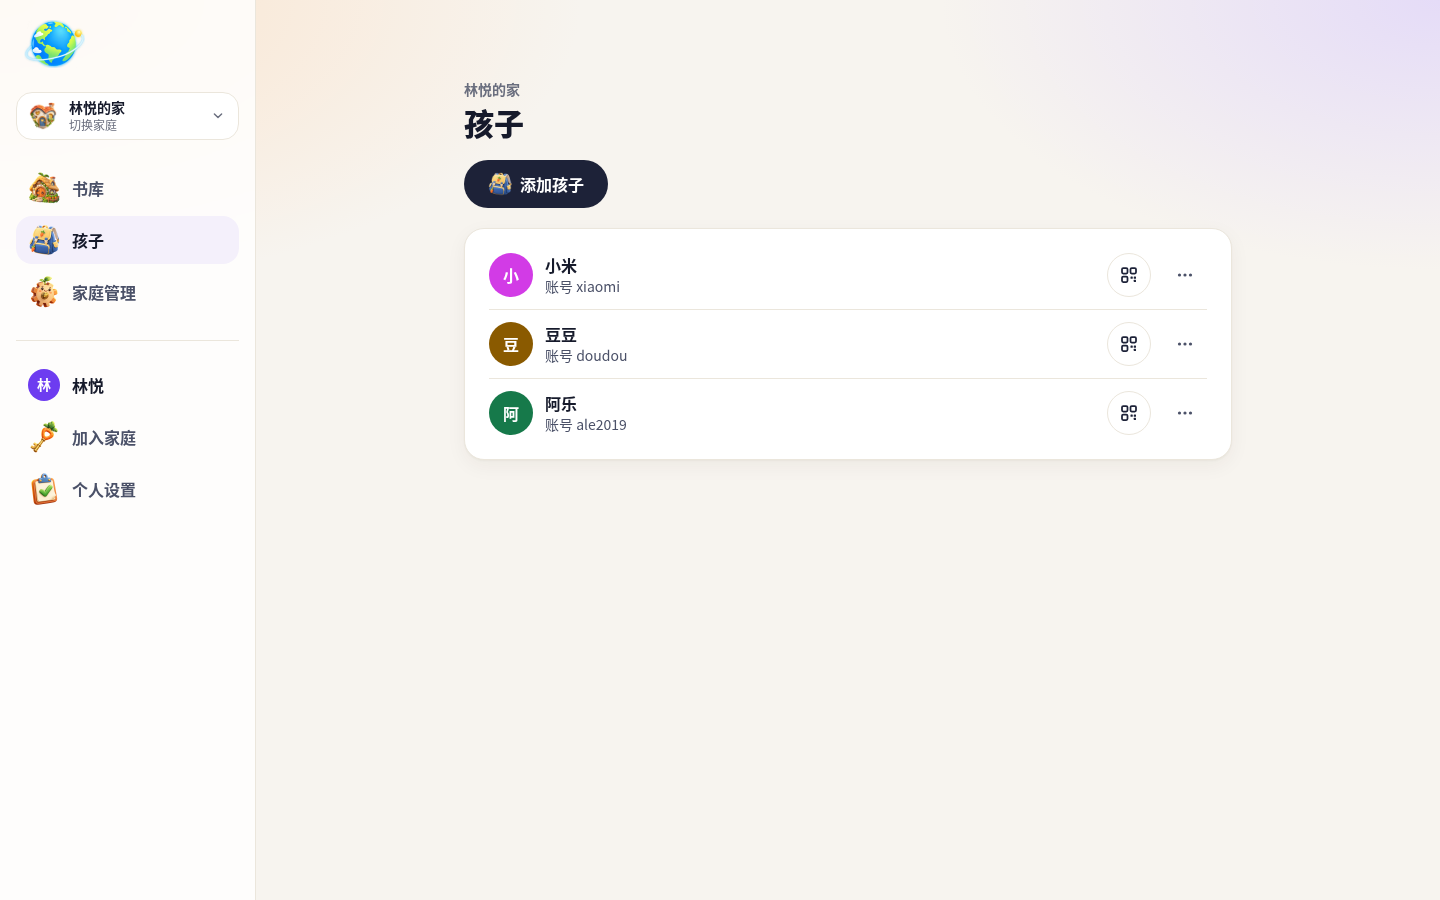 林悦的家
切换家庭
书库
孩子
家庭管理
林
林悦
加入家庭
个人设置
林悦的家
孩子
添加孩子
小
小米
账号 xiaomi
豆
豆豆
账号 doudou
阿
阿乐
账号 ale2019